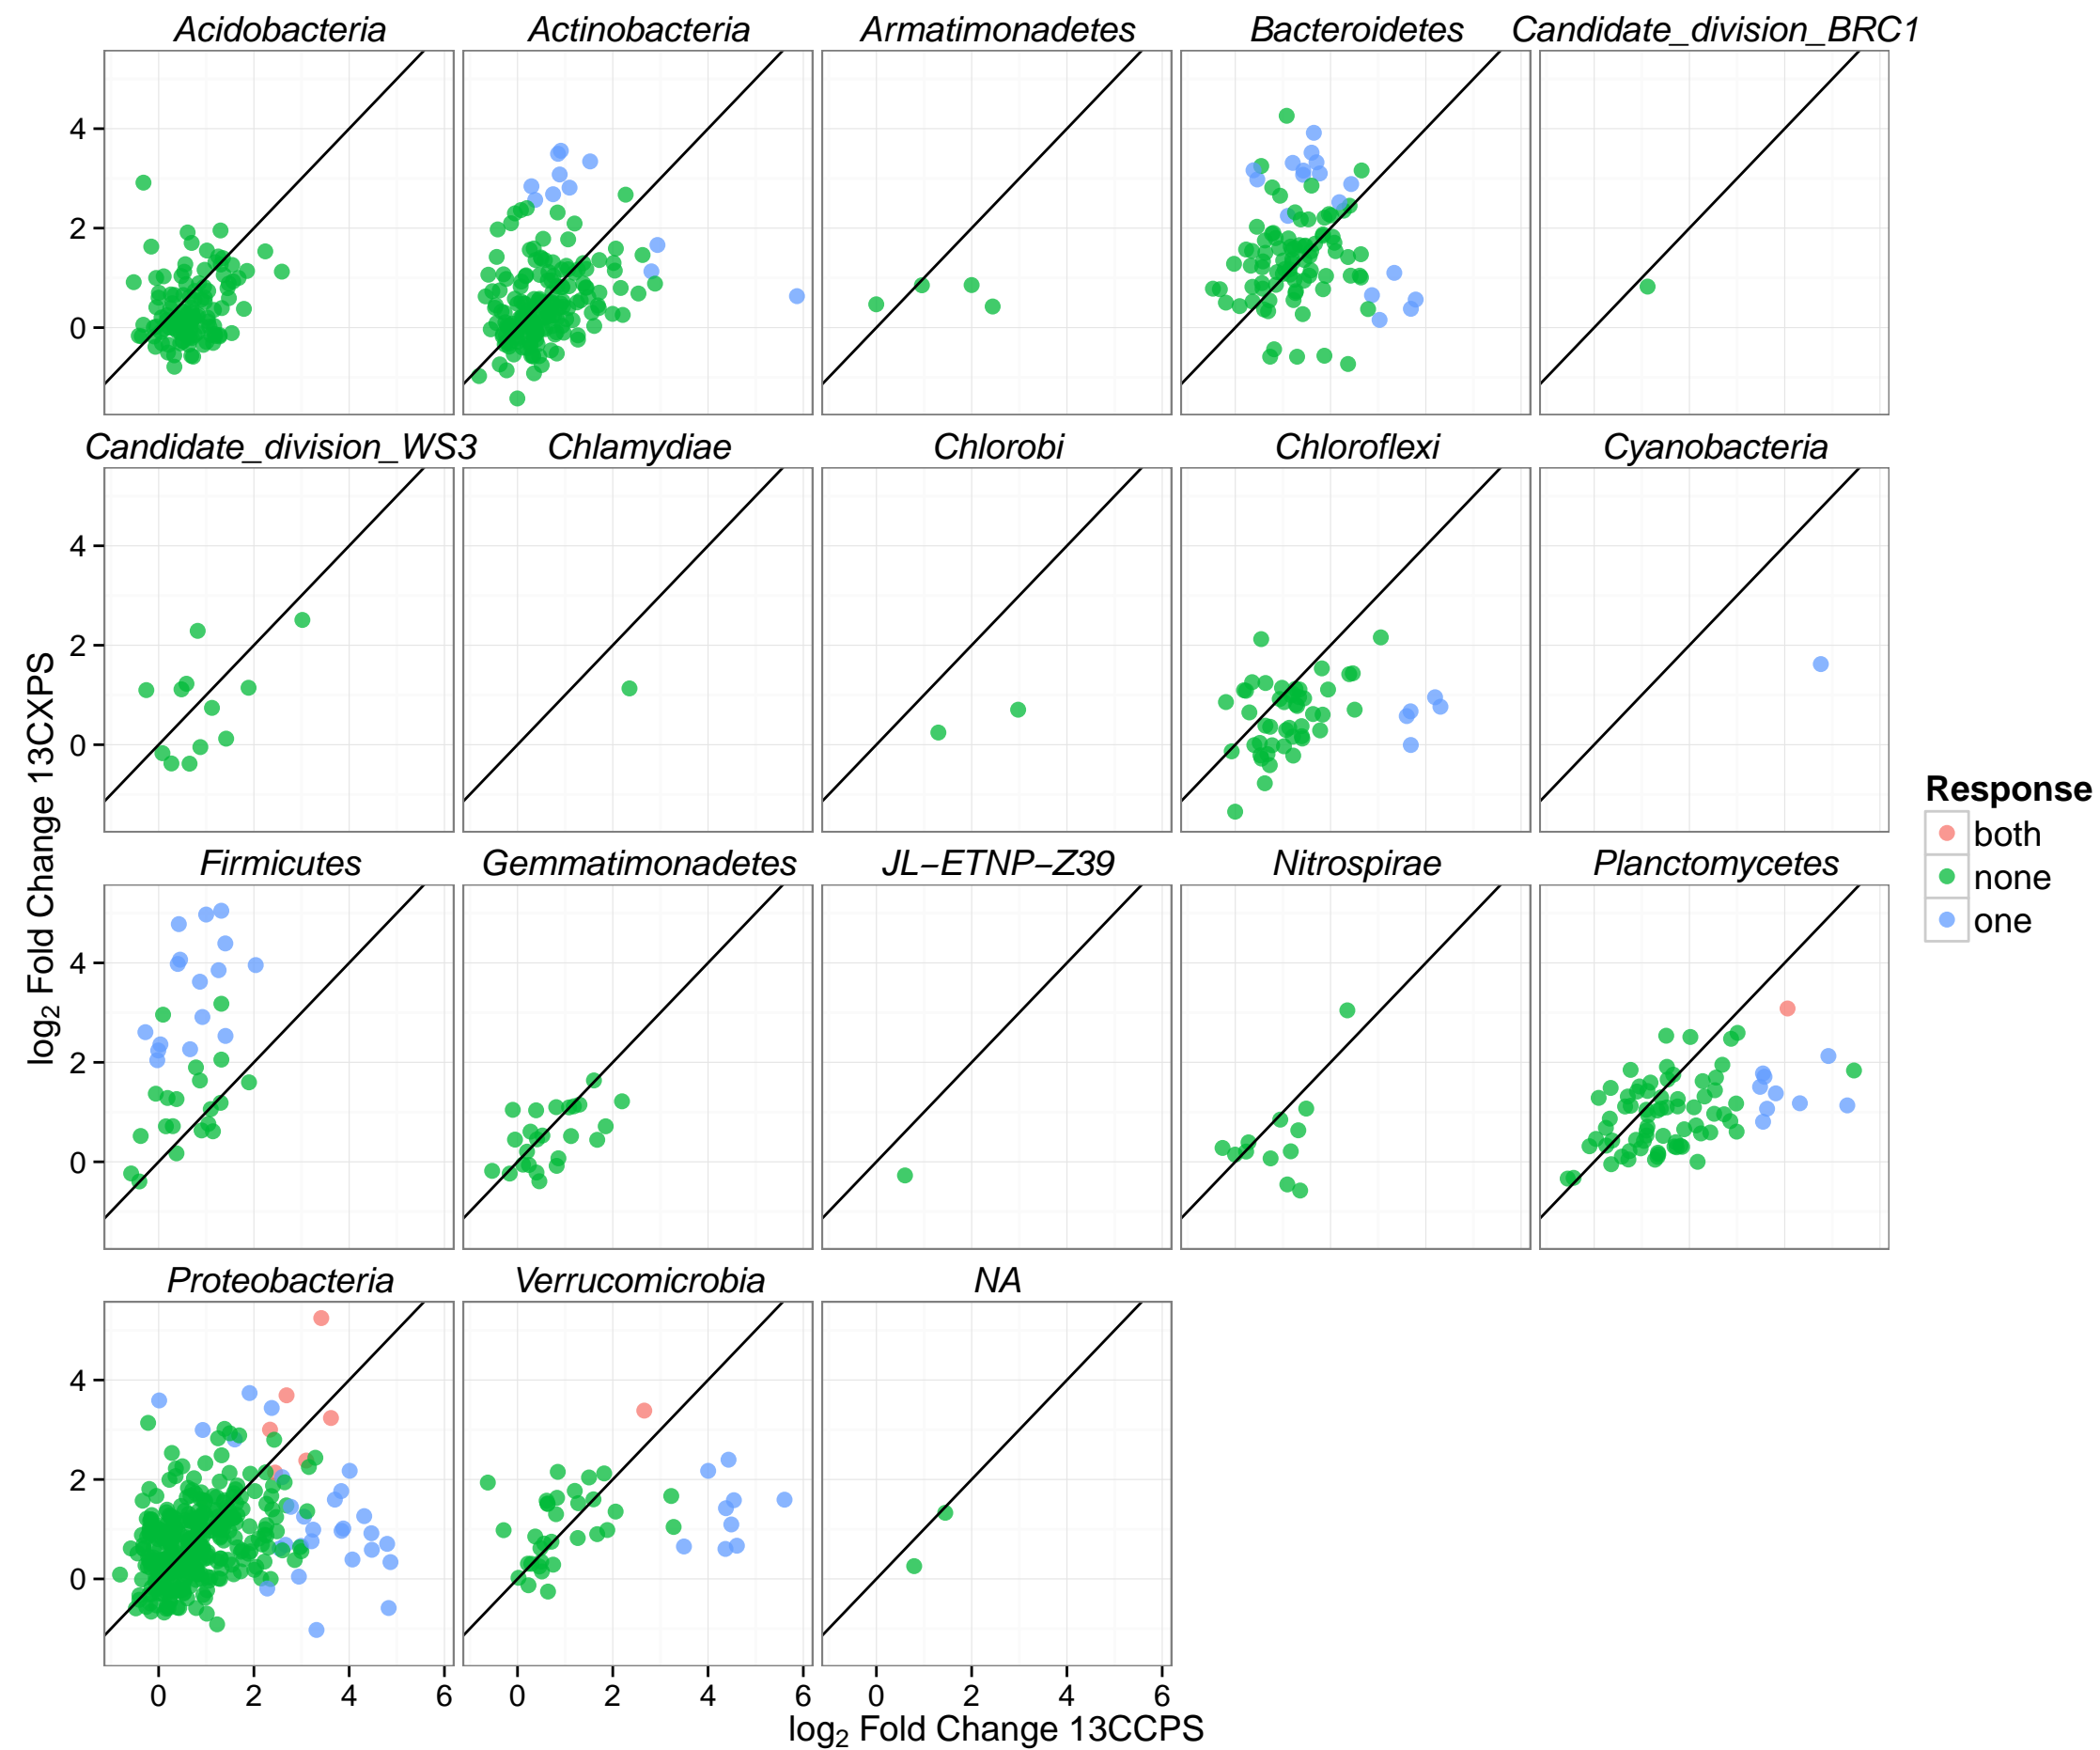 Acidobacteria Actinobacteria Armatimonadetes Bacteroidetes Candidate_division_BRC1
4
2
0
Candidate_division_WS3 Chlamydiae Chlorobi Chloroflexi Cyanobacteria
4
2
0
Firmicutes Gemmatimonadetes JL−ETNP−Z39 Nitrospirae Planctomycetes
4
2
0
Proteobacteria Verrucomicrobia NA
4
2
0
0 2 4 6 0 2 4 6 0 2 4 6
log2 Fold Change 13CCPS
log2 Fold Change 13CXPS
Response
both
none
one